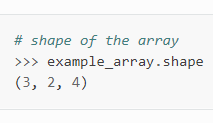 # shape of the array
>>> example_array.shape
(3, 2, 4)